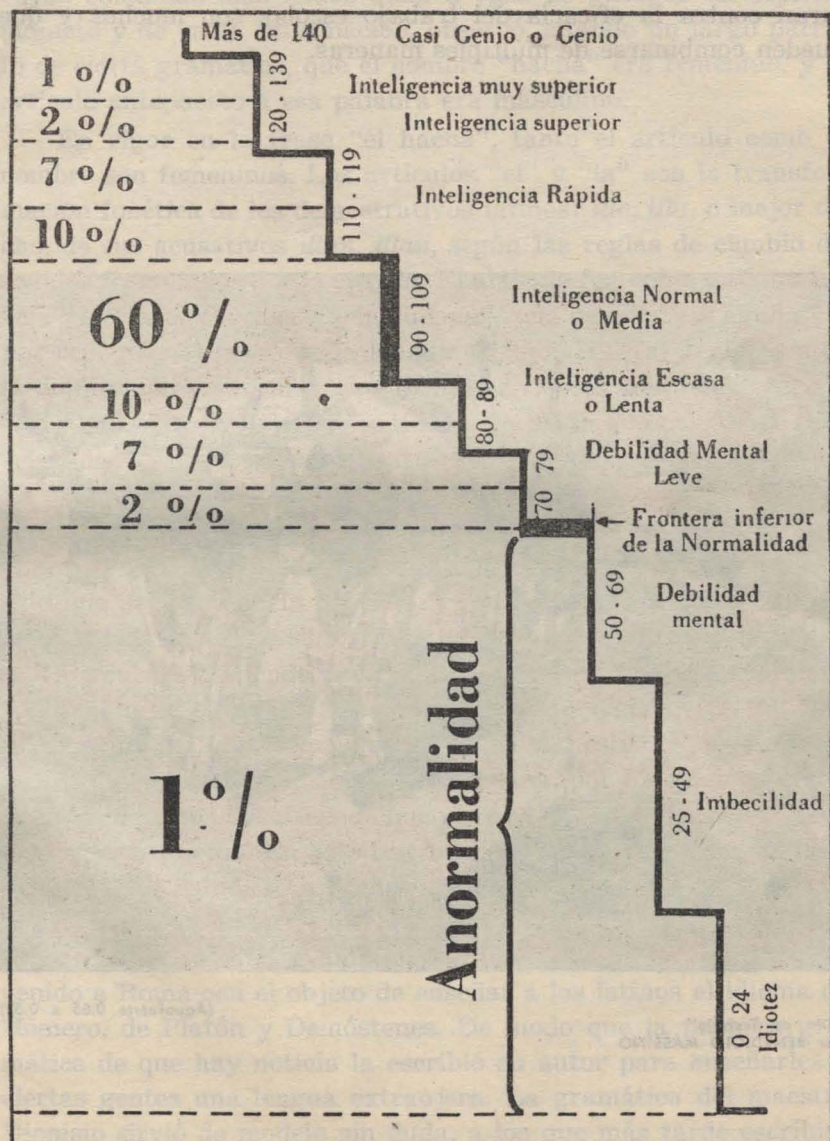 Más de 140 Casi Genio o Genio
1 % 120 - 139 Inteligencia muy superior
2 % Inteligencia superior
7 % 110 - 119 Inteligencia Rápida
10 %
60 % 90 - 109 Inteligencia Normal
o Media
10 % 80 - 89 Inteligencia Escasa
o Lenta
7 % 70 79 Debilidad Mental
Leve
2 % Frontera inferior
de la Normalidad
50 - 69 Debilidad
mental
Anormalidad
1 % 25 - 49 Imbecilidad
0 24
Idiotéz